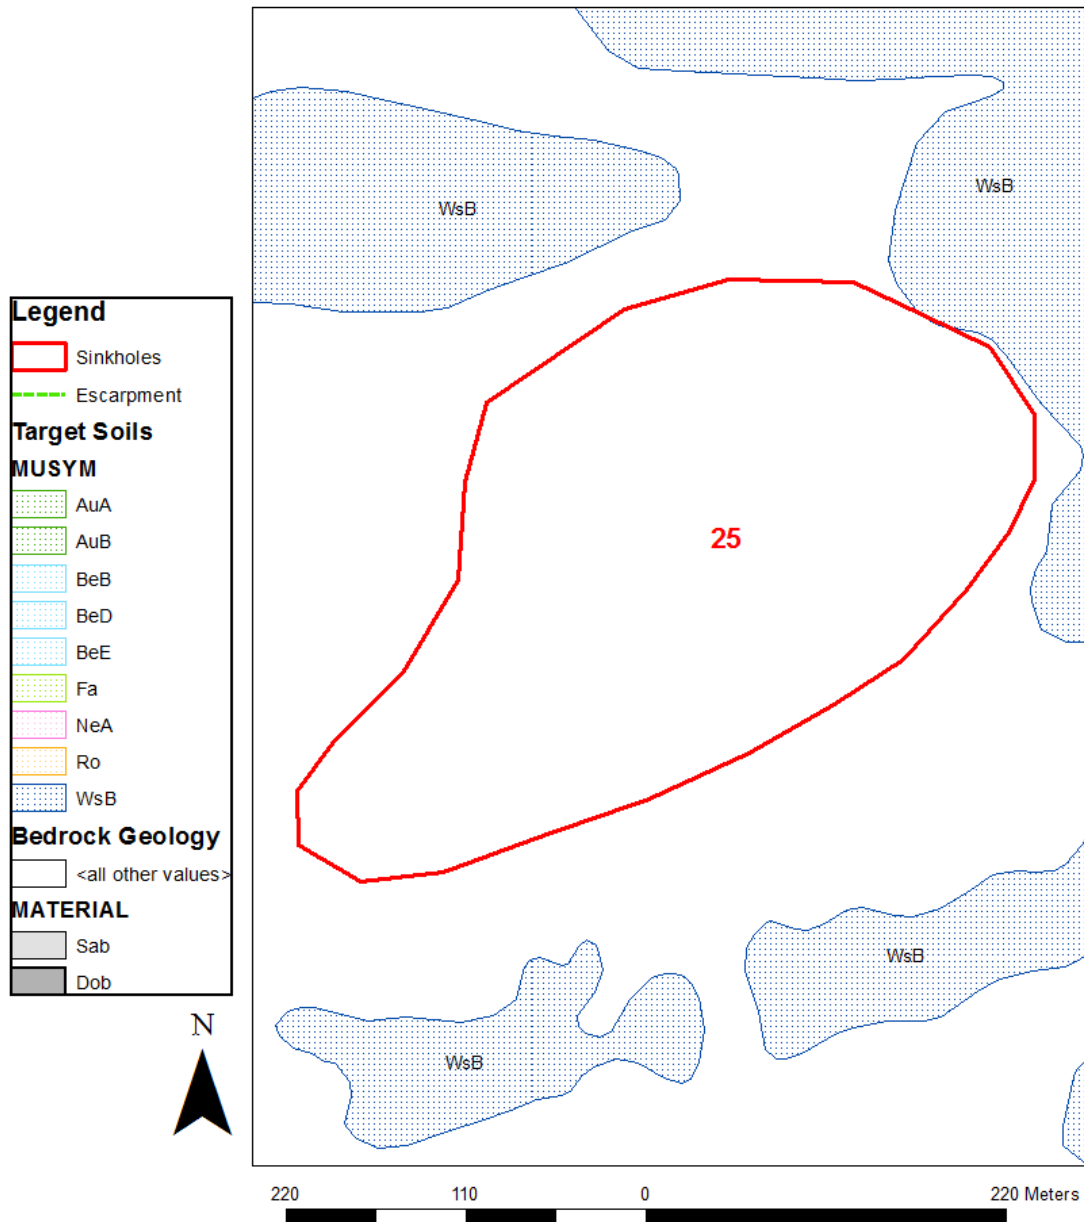 WsB
WsB
25
WsB
WsB
Legend
Sinkholes
Escarpment
Target Soils
MUSYM
AuA
AuB
BeB
BeD
BeE
Fa
NeA
Ro
WsB
Bedrock Geology
<all other values>
MATERIAL
Sab
Dob
N
220 110 0 220 Meters